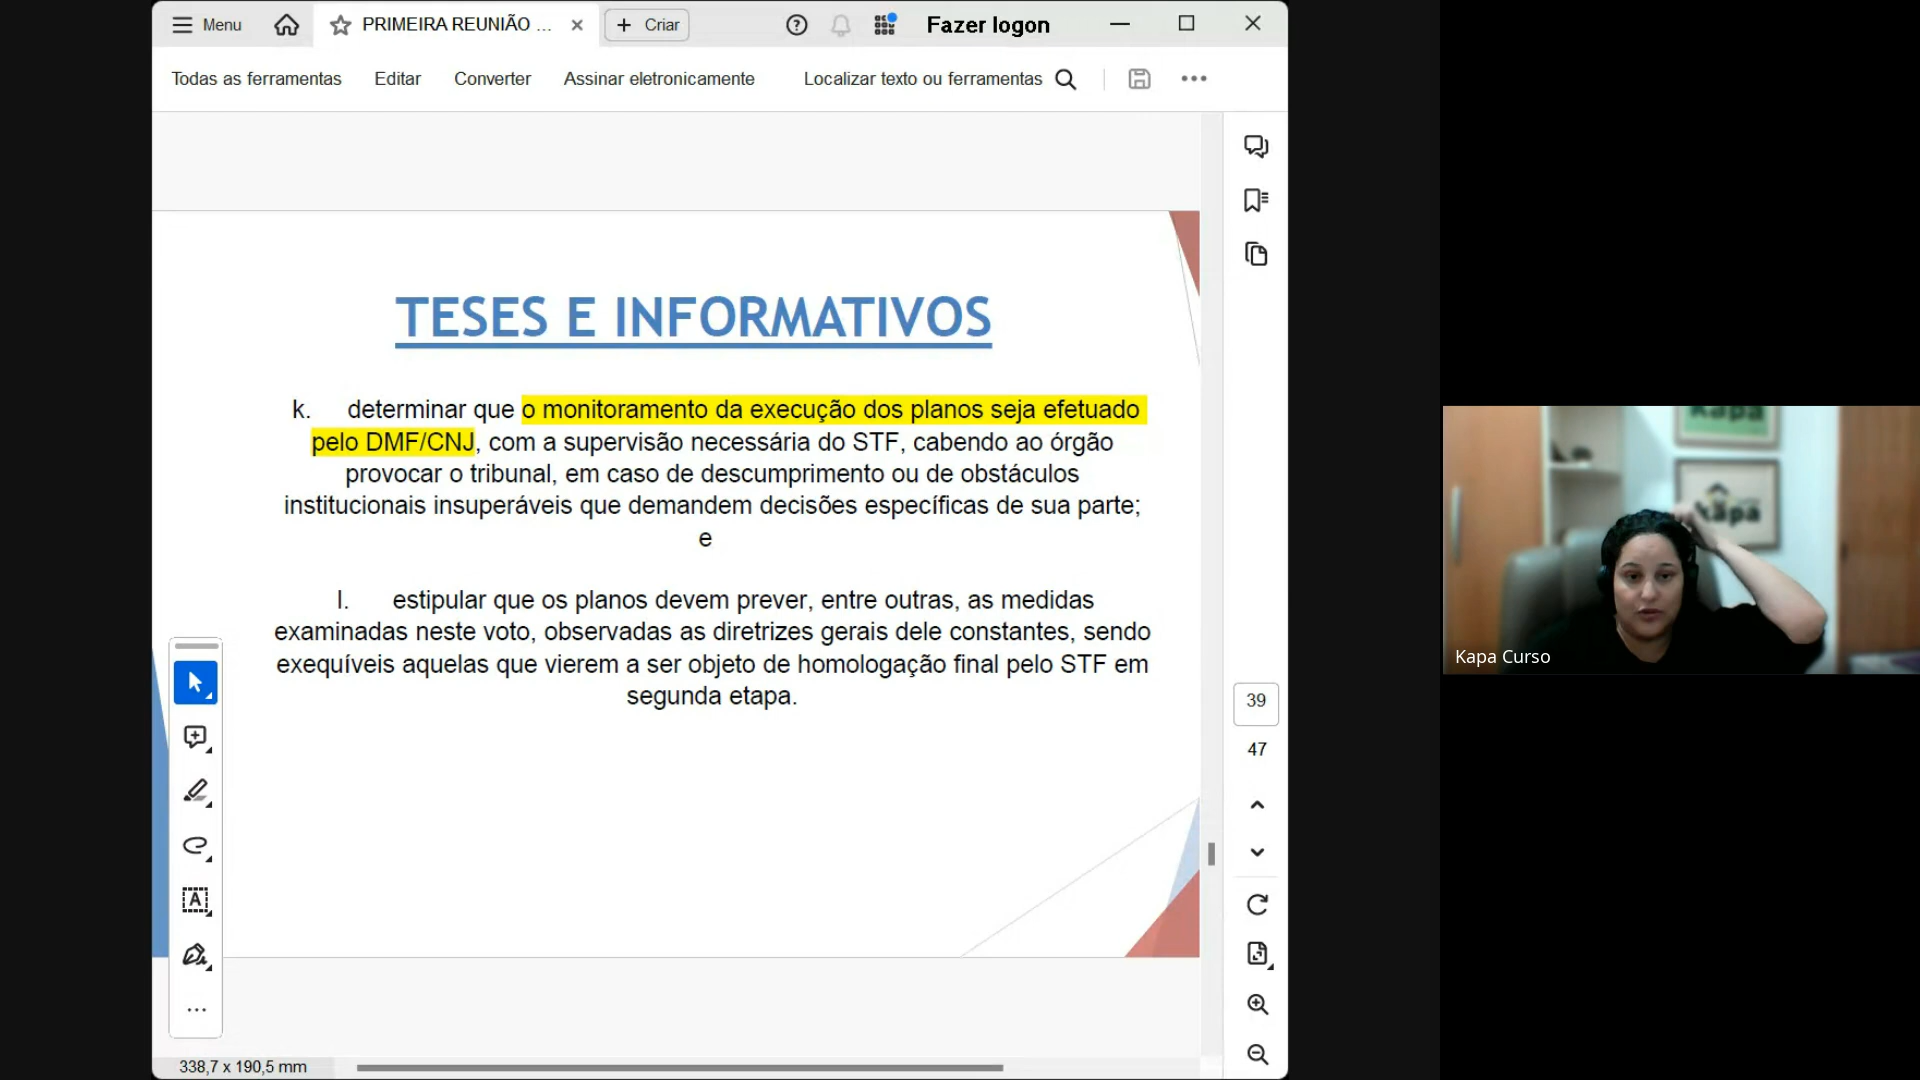 Menu
PRIMEIRA REUNIÃO ...
Criar
Fazer logon
Todas as ferramentas
Editar
Converter
Assinar eletronicamente
Localizar texto ou ferramentas
TESES E INFORMATIVOS
k. determinar que o monitoramento da execução dos planos seja efetuado
pelo DMF/CNJ, com a supervisão necessária do STF, cabendo ao órgão
provocar o tribunal, em caso de descumprimento ou de obstáculos
institucionais insuperáveis que demandem decisões específicas de sua parte;
e
l. estipular que os planos devem prever, entre outras, as medidas
examinadas neste voto, observadas as diretrizes gerais dele constantes, sendo
exequíveis aquelas que vierem a ser objeto de homologação final pelo STF em
segunda etapa.
39
47
338,7 x 190,5 mm
kapa
kapa
Kapa Curso